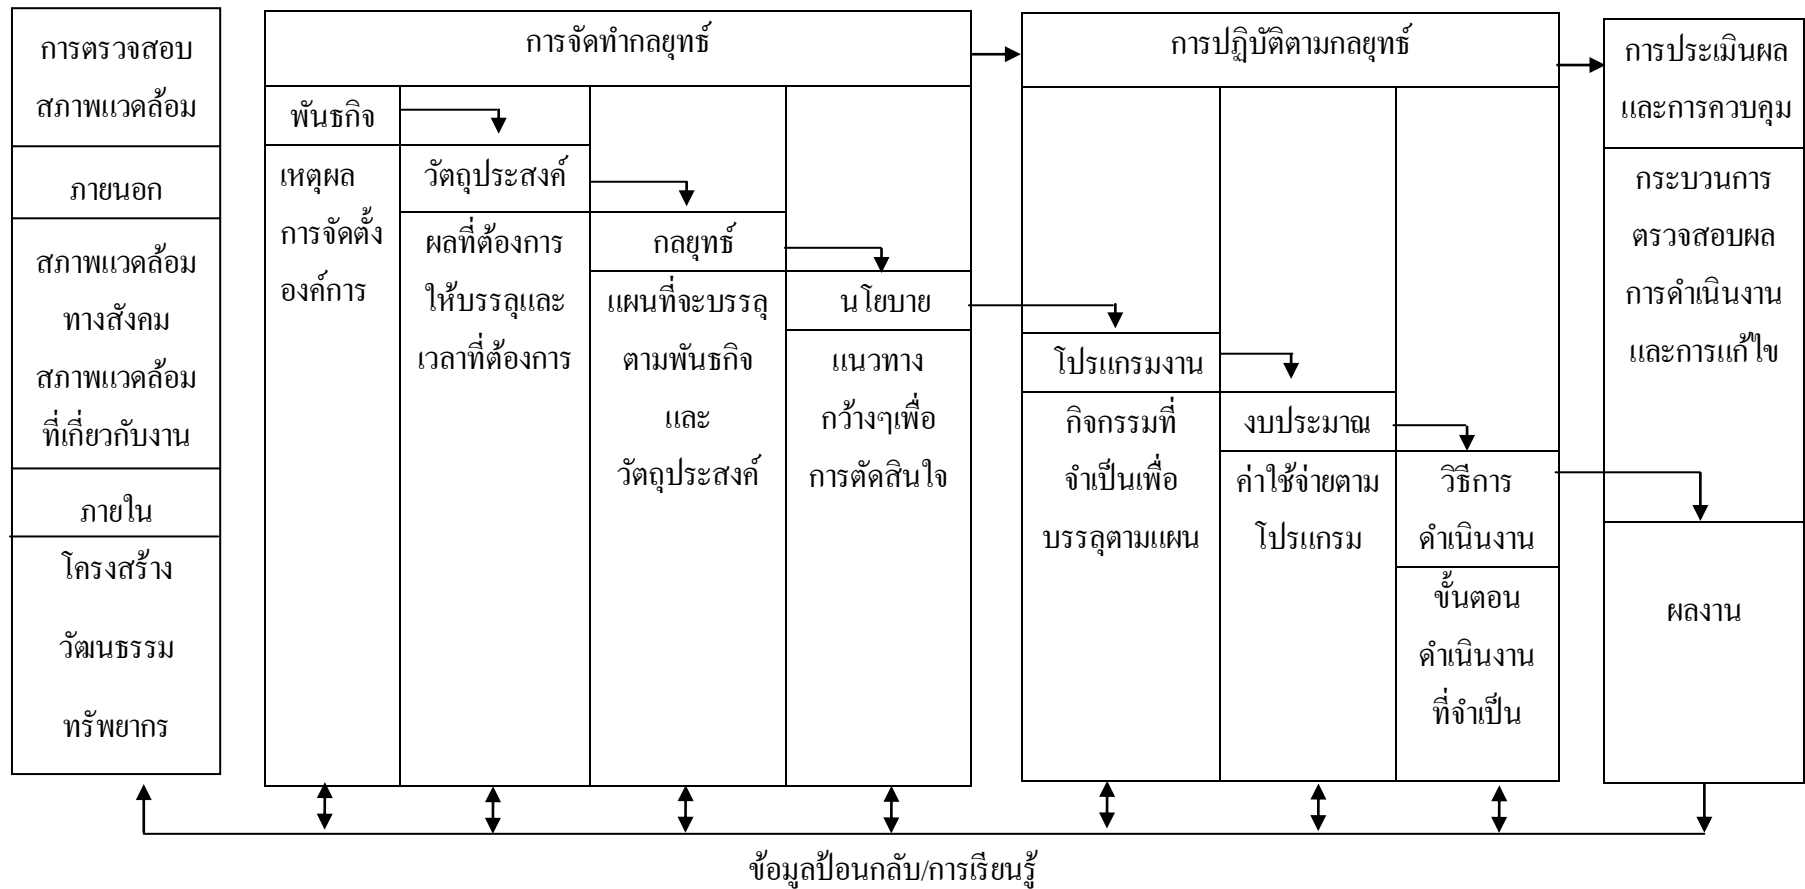 การตรวจสอบ
สภาพแวดล้อม
ภายนอก
สภาพแวดล้อม
ทางสังคม
สภาพแวดล้อม
ที่เกี่ยวกับงาน
ภายใน
โครงสร้าง
วัฒนธรรม
ทรัพยากร
การจัดทำกลยุทธ์
พันธกิจ
เหตุผล
การจัดตั้ง
องค์การ
วัตถุประสงค์
ผลที่ต้องการ
ให้บรรลุและ
เวลาที่ต้องการ
กลยุทธ์
แผนที่จะบรรลุ
ตามพันธกิจ
และ
วัตถุประสงค์
นโยบาย
แนวทาง
กว้างๆเพื่อ
การตัดสินใจ
การปฏิบัติตามกลยุทธ์
โปรแกรมงาน
กิจกรรมที่
จำเป็นเพื่อ
บรรลุตามแผน
งบประมาณ
ค่าใช้จ่ายตาม
โปรแกรม
วิธีการ
ดำเนินงาน
ขั้นตอน
ดำเนินงาน
ที่จำเป็น
การประเมินผล
และการควบคุม
กระบวนการ
ตรวจสอบผล
การดำเนินงาน
และการแก้ไข
ผลงาน
ข้อมูลป้อนกลับ/การเรียนรู้